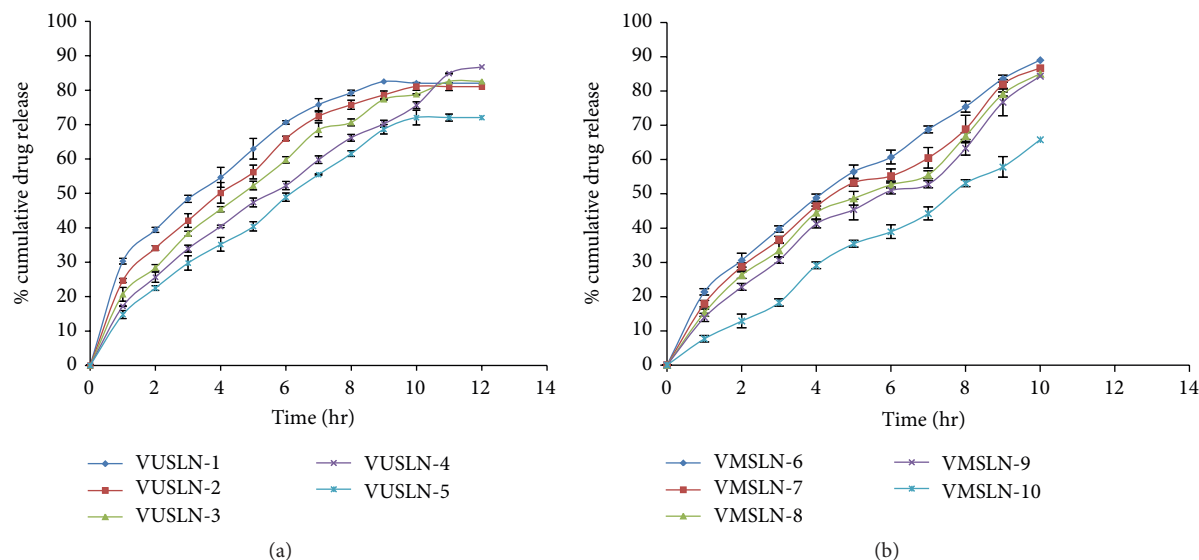 100
90
80
70
60
50
40
30
20
10
0
% cumulative drug release
0 2 4 6 8 10 12 14
Time (hr)
VUSLN-1
VUSLN-2
VUSLN-3
VUSLN-4
VUSLN-5
(a)
100
90
80
70
60
50
40
30
20
10
0
% cumulative drug release
0 2 4 6 8 10 12 14
Time (hr)
VMSLN-6
VMSLN-7
VMSLN-8
VMSLN-9
VMSLN-10
(b)